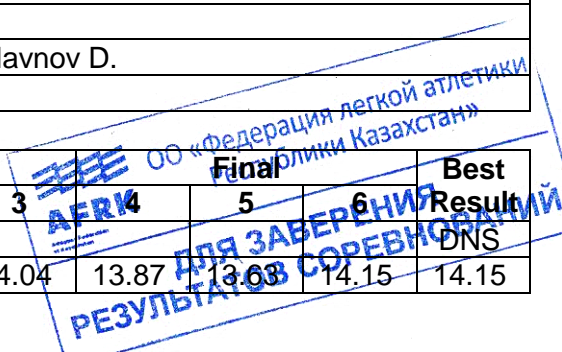 lavnov D.
ОО «Федерация легкой атлетики
Республики Казахстан»
AFRK
ДЛЯ ЗАВЕРЕНИЯ
РЕЗУЛЬТАТОВ СОРЕВНОВАНИЙ
Final Best
3 4 5 6 Result
DNS
4.04 13.87 13.63 14.15 14.15